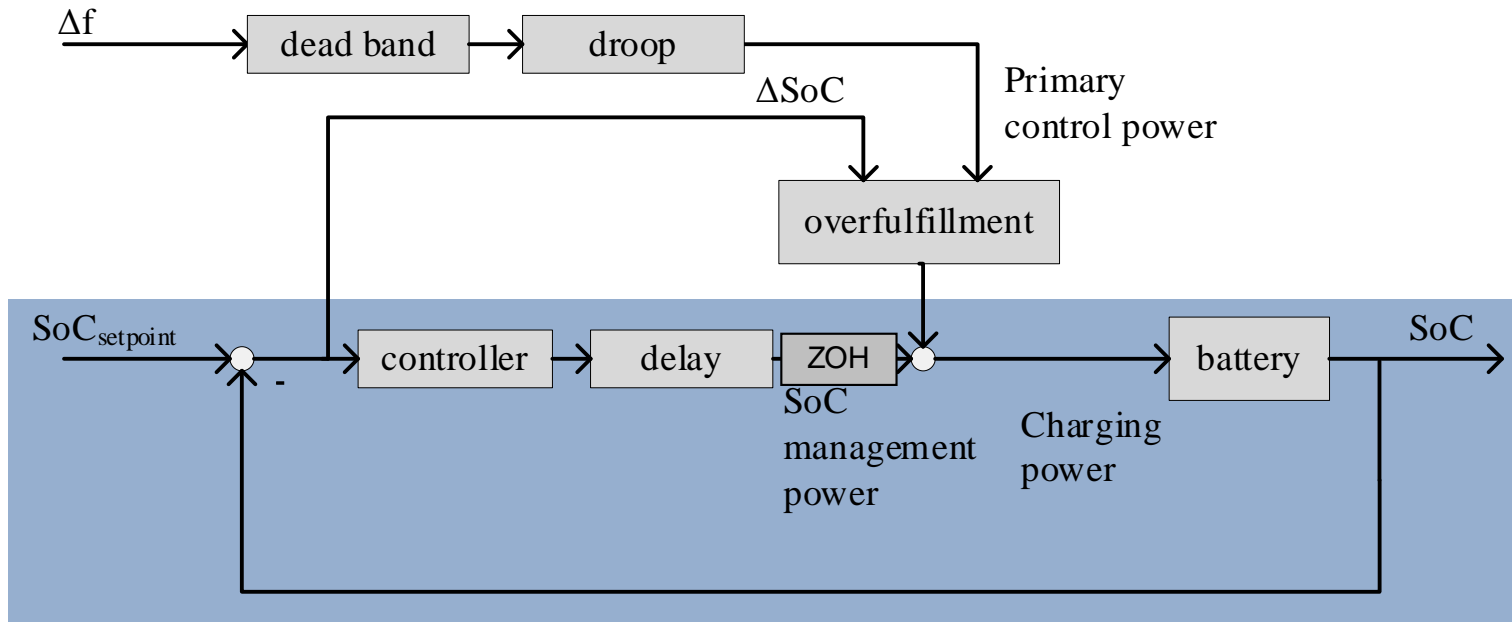 Δf
dead band
droop
ΔSoC
Primary
control power
overfulfillment
SoCsetpoint
-
controller
delay
ZOH
battery
SoC
SoC
management
power
Charging
power